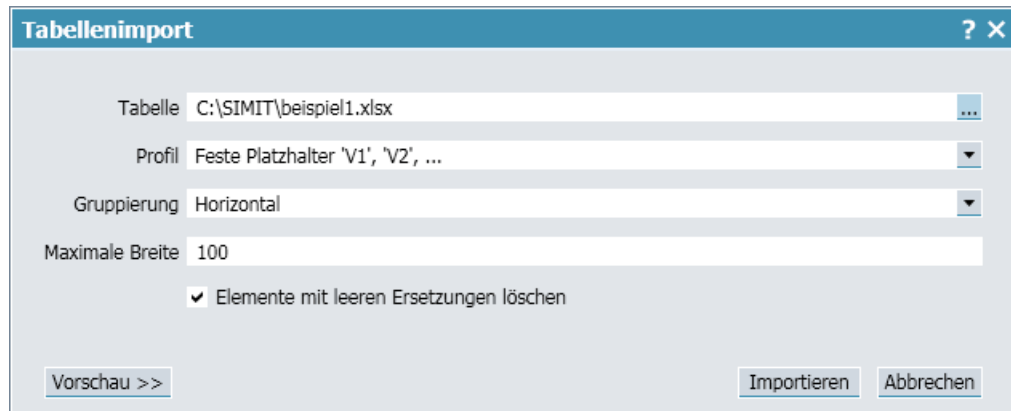 Tabellenimport ? ×
Tabelle C:\SIMIT\beispiel1.xlsx ...
Profil Feste Platzhalter 'V1', 'V2', ...
Gruppierung Horizontal
Maximale Breite 100
Elemente mit leeren Ersetzungen löschen
Vorschau >> Importieren Abbrechen